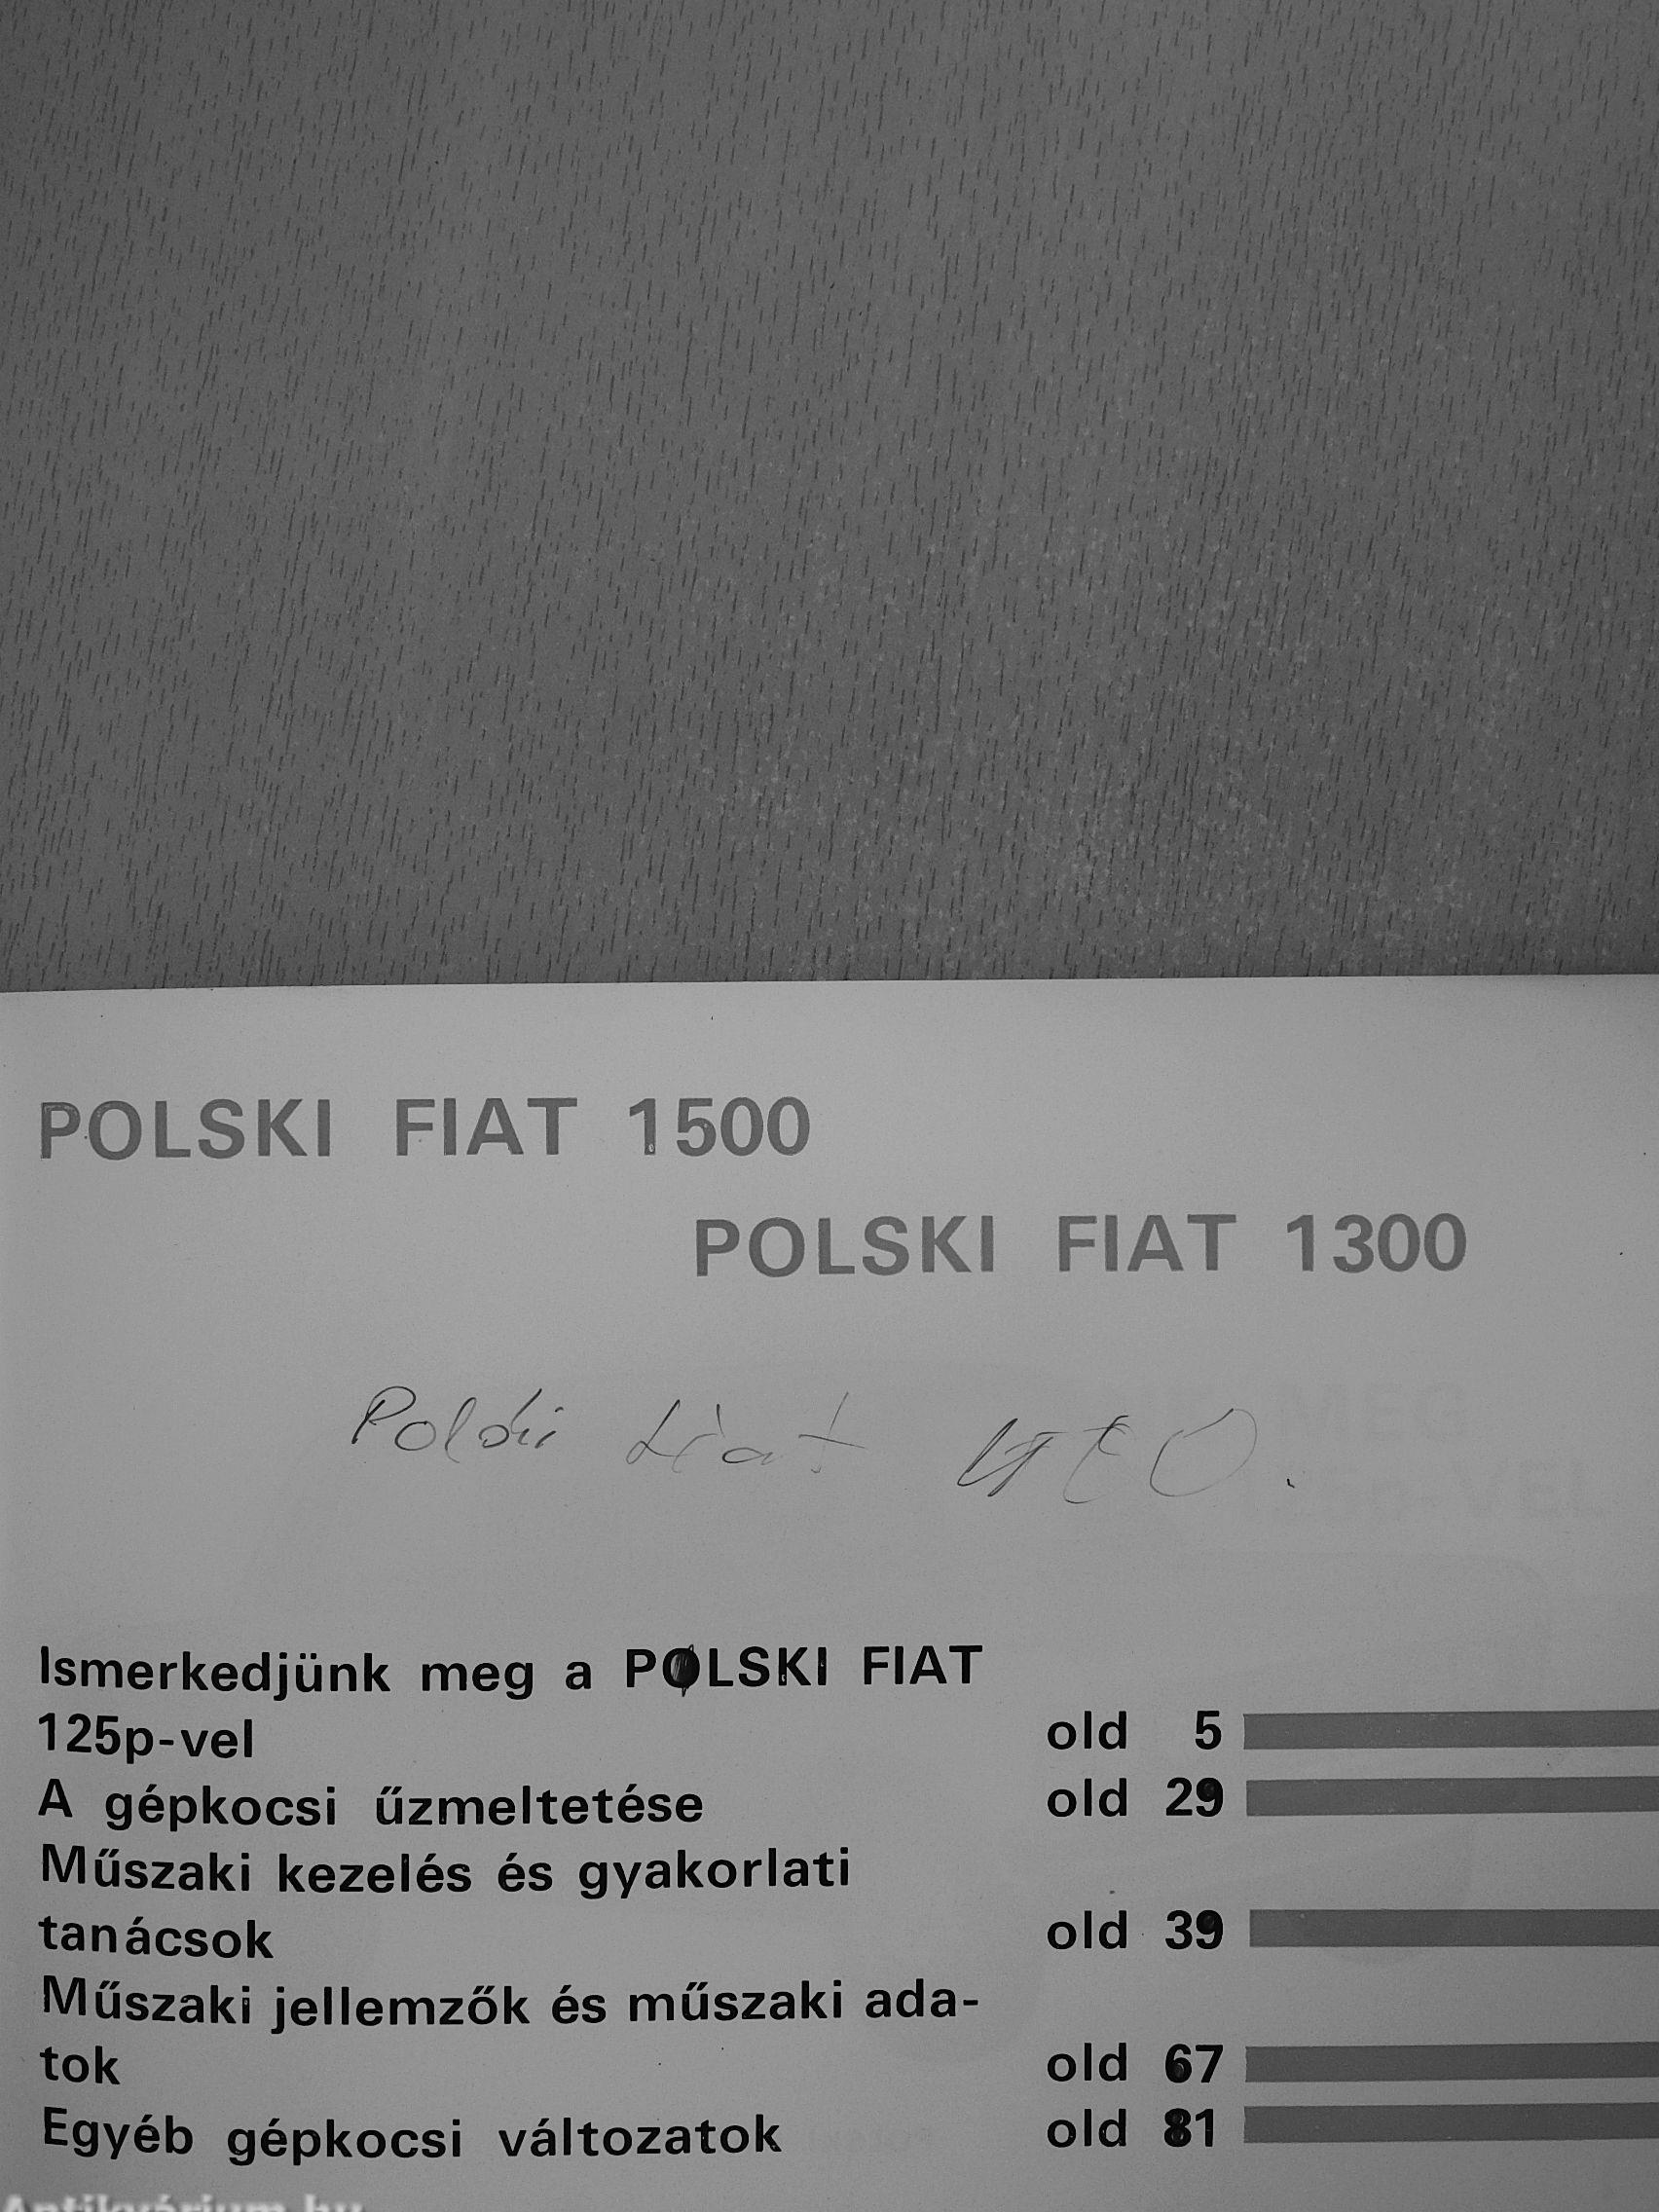 POLSKI FIAT 1500
POLSKI FIAT 1300
Polski Fiat
Ismerkedjünk meg a POLSKI FIAT
125p-vel old 5
A gépkocsi űzmeltetése old 29
Műszaki kezelés és gyakorlati
tanácsok old 39
Műszaki jellemzők és műszaki ada-
tok old 67
Egyéb gépkocsi változatok old 81
Antikvárium.hu